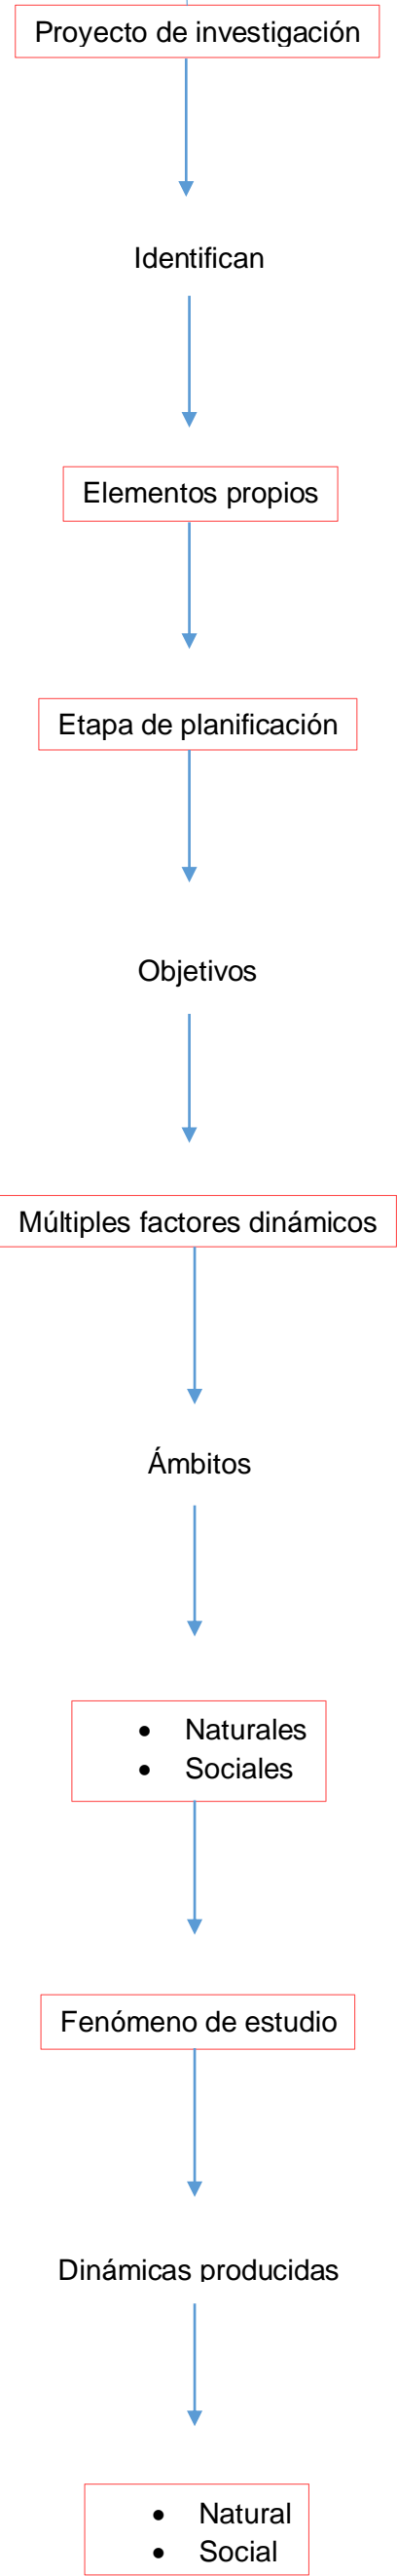 Proyecto de investigación
Identifican
Elementos propios
Etapa de planificación
Objetivos
Múltiples factores dinámicos
Ámbitos
• Naturales
• Sociales
Fenómeno de estudio
Dinámicas producidas
• Natural
• Social